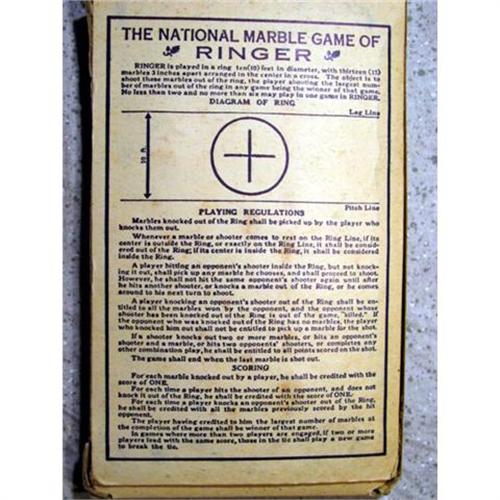 THE NATIONAL MARBLE GAME OF
RINGER
RINGER is played in a ring ten(10) feet in diameter, with thirteen (13)
marbles 3 inches apart arranged in the center in a cross. The object is to
shoot these marbles out of the ring, the player shooting the largest num-
ber of marbles out of the ring in any game being the winner of that game.
No less than two and no more than six may play in one game in RINGER.
DIAGRAM OF RING
Lag Line
10 ft.
Pitch Line
PLAYING REGULATIONS
Marbles knocked out of the Ring shall be picked up by the player who
knocks them out.
Whenever a marble or shooter comes to rest on the Ring Line, if its
center is outside the Ring, or exactly on the Ring Line, it shall be consid-
ered out of the Ring; if its center is inside the Ring, it shall be considered
inside the Ring.
A player hitting an opponent's shooter inside the Ring, but not knock-
ing it out, shall pick up any marble he chooses, and shall proceed to shoot.
However, he shall not hit the same opponent's shooter again until after
he hits another shooter, or knocks a marble out of the Ring, or he comes
around to his next turn to shoot.
A player knocking an opponent's shooter out of the Ring shall be en-
titled to all the marbles won by the opponent, and the opponent whose
shooter has been knocked out of the Ring is out of the game, "killed." If
the opponent who was knocked out of the Ring has no marbles, the player
who knocked him out shall not be entitled to pick up a marble for the shot.
If a shooter knocks out two or more marbles, or hits an opponent's
shooter and a marble, or hits two opponents' shooters, or completes any
other combination play, he shall be entitled to all points scored on the shot.
The game shall end when the last marble is shot out.
SCORING
For each marble knocked out by a player, he shall be credited with the
score of ONE.
For each time a player hits the shooter of an opponent, and does not
knock it out of the Ring, he shall be credited with the score of ONE.
For each time a player knocks an opponent's shooter out of the Ring,
he shall be credited with all the marbles previously scored by the hit
opponent.
The player having credited to him the largest number of marbles at
the completion of the game shall be winner of that game.
In games where more than two players are engaged, if two or more
players lead with the same score, those in the tie shall play a new game
to break the tie.